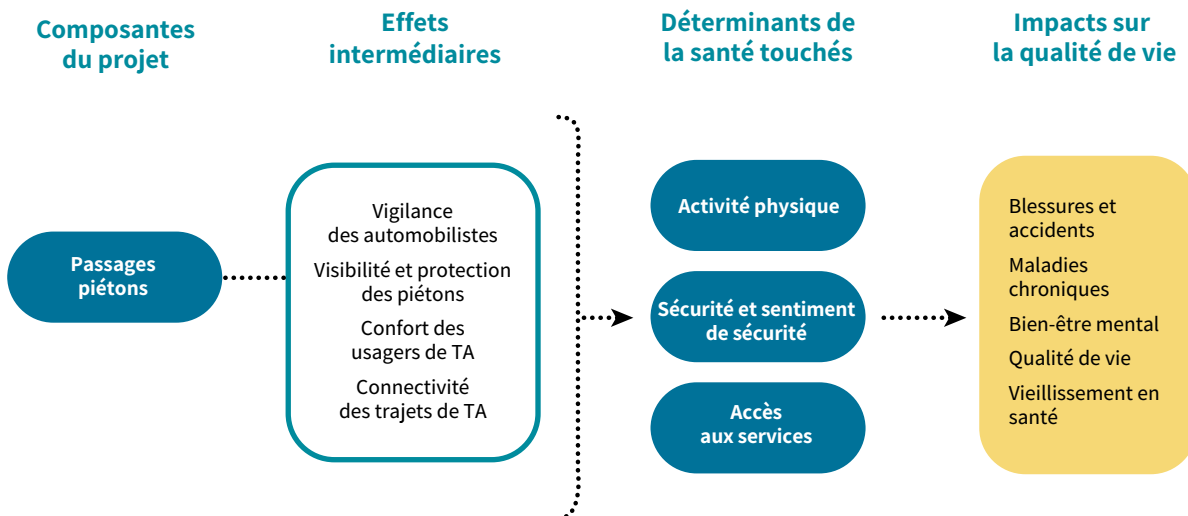 Composantes
du projet
Effets
intermédiaires
Déterminants de
la santé touchés
Impacts sur
la qualité de vie
Passages
piétons
Vigilance
des automobilistes
Visibilité et protection
des piétons
Confort des
usagers de TA
Connectivité
des trajets de TA
Activité physique
Sécurité et sentiment
de sécurité
Accès
aux services
Blessures et
accidents
Maladies
chroniques
Bien-être mental
Qualité de vie
Vieillissement en
santé